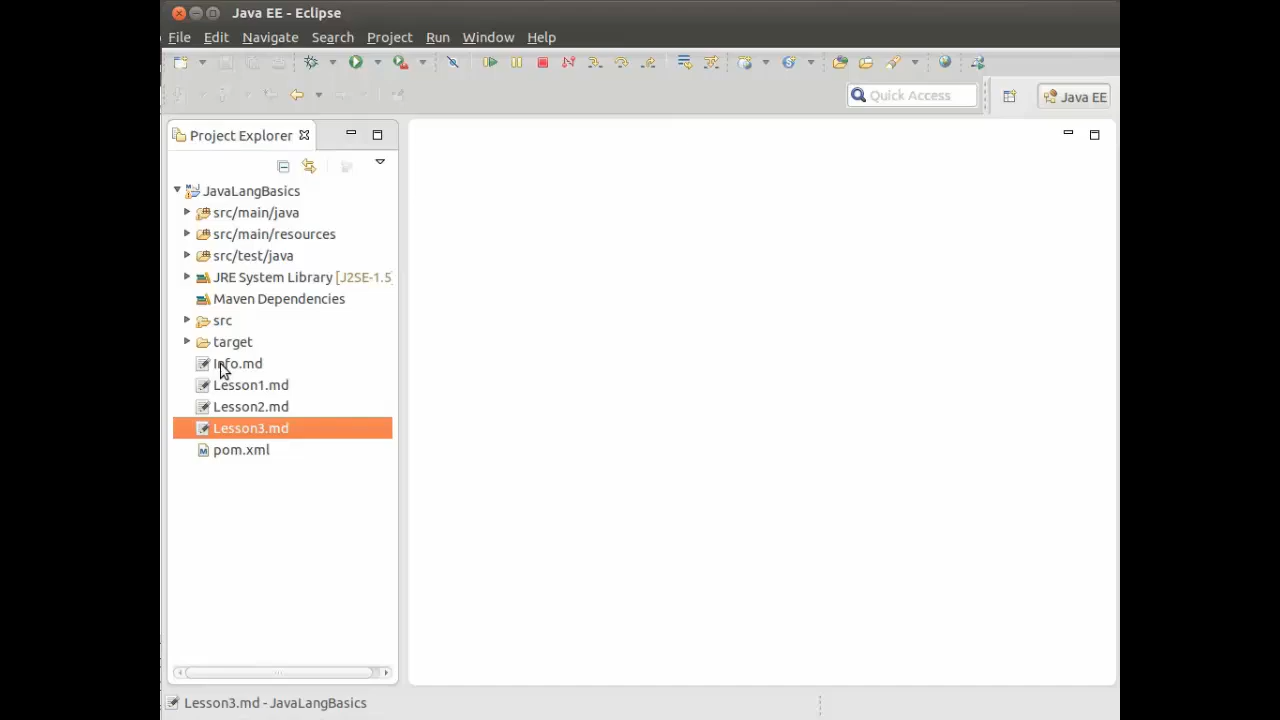 Java EE - Eclipse
File Edit Navigate Search Project Run Window Help
Quick Access
Java EE
Project Explorer
JavaLangBasics
src/main/java
src/main/resources
src/test/java
JRE System Library [J2SE-1.5]
Maven Dependencies
src
target
Info.md
Lesson1.md
Lesson2.md
Lesson3.md
pom.xml
Lesson3.md - JavaLangBasics